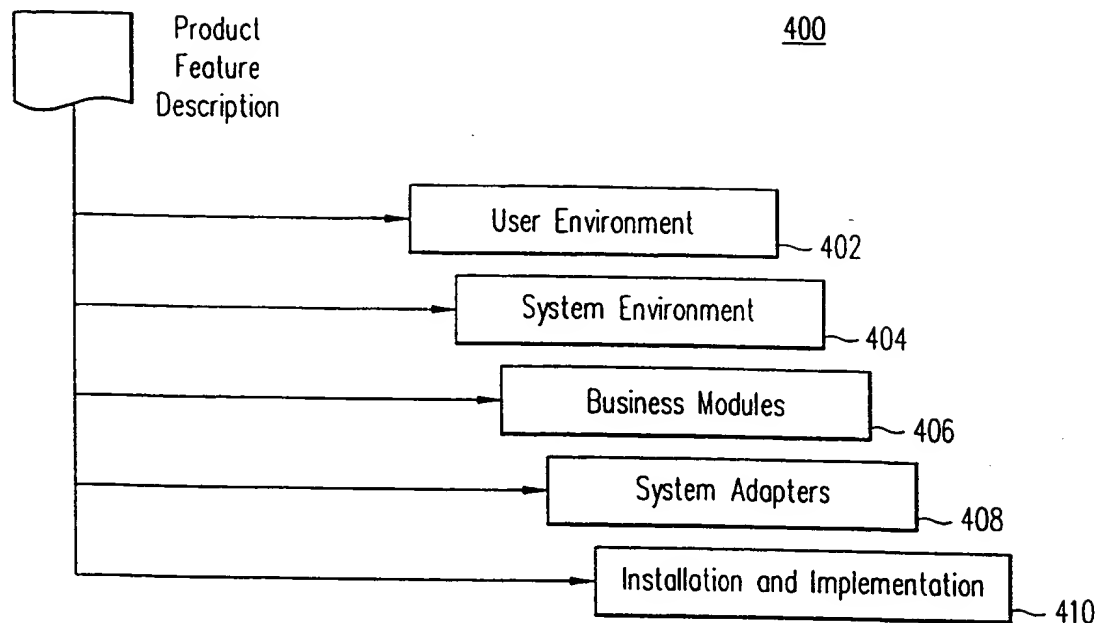 Product
Feature
Description
400
User Environment
402
System Environment
404
Business Modules
406
System Adapters
408
Installation and Implementation
410